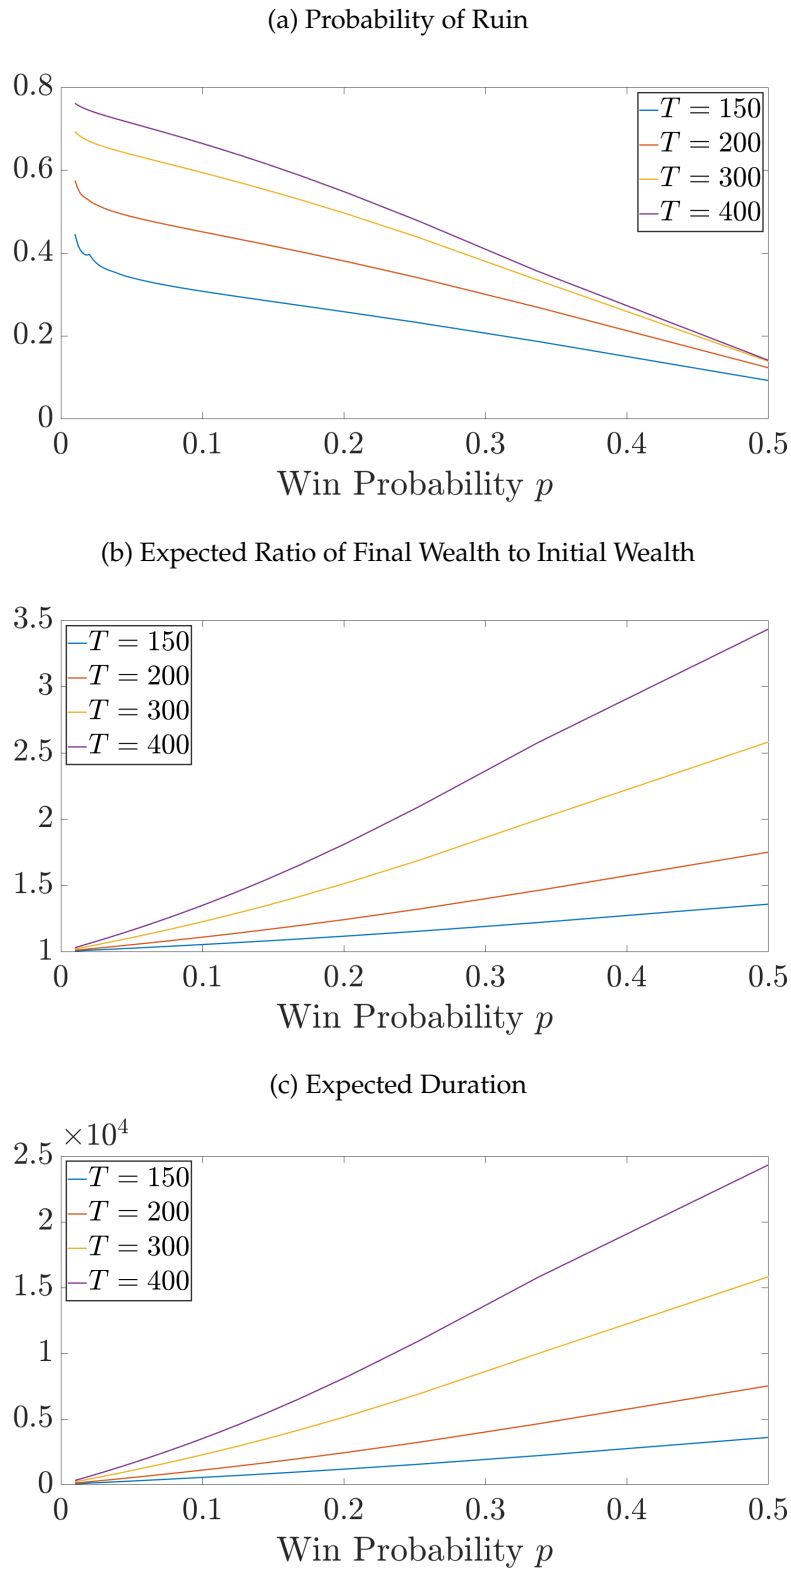 (a) Probability of Ruin
0.8
0.6
0.4
0.2
0
T = 150
T = 200
T = 300
T = 400
0 0.1 0.2 0.3 0.4 0.5
Win Probability p
(b) Expected Ratio of Final Wealth to Initial Wealth
3.5
3
2.5
2
1.5
1
T = 150
T = 200
T = 300
T = 400
0 0.1 0.2 0.3 0.4 0.5
Win Probability p
(c) Expected Duration
×10⁴
2.5
2
1.5
1
0.5
0
T = 150
T = 200
T = 300
T = 400
0 0.1 0.2 0.3 0.4 0.5
Win Probability p